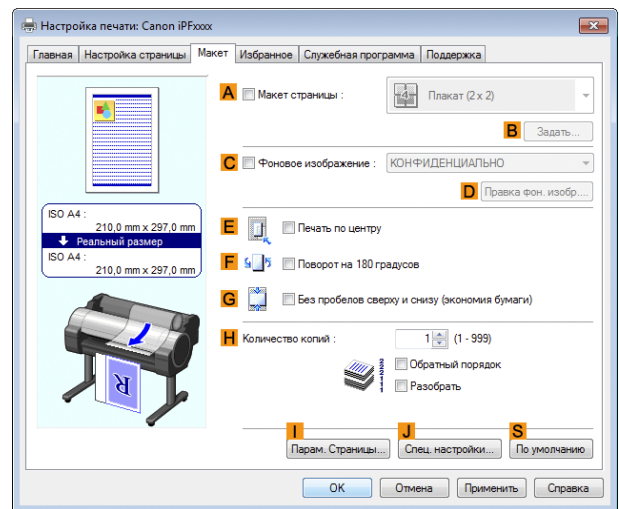 Настройка печати: Canon iPFxxxx
Главная Настройка страницы Макет Избранное Служебная программа Поддержка
A Макет страницы : Плакат (2 x 2)
B Задать...
C Фоновое изображение : КОНФИДЕНЦИАЛЬНО
D Правка фон. изобр....
ISO A4 :
210,0 mm x 297,0 mm
Реальный размер
ISO A4 :
210,0 mm x 297,0 mm
E Печать по центру
F Поворот на 180 градусов
G Без пробелов сверху и снизу (экономия бумаги)
H Количество копий : 1 (1 - 999)
Обратный порядок
Разобрать
R
I J S
Парам. Страницы... Спец. настройки... По умолчанию
OK Отмена Применить Справка